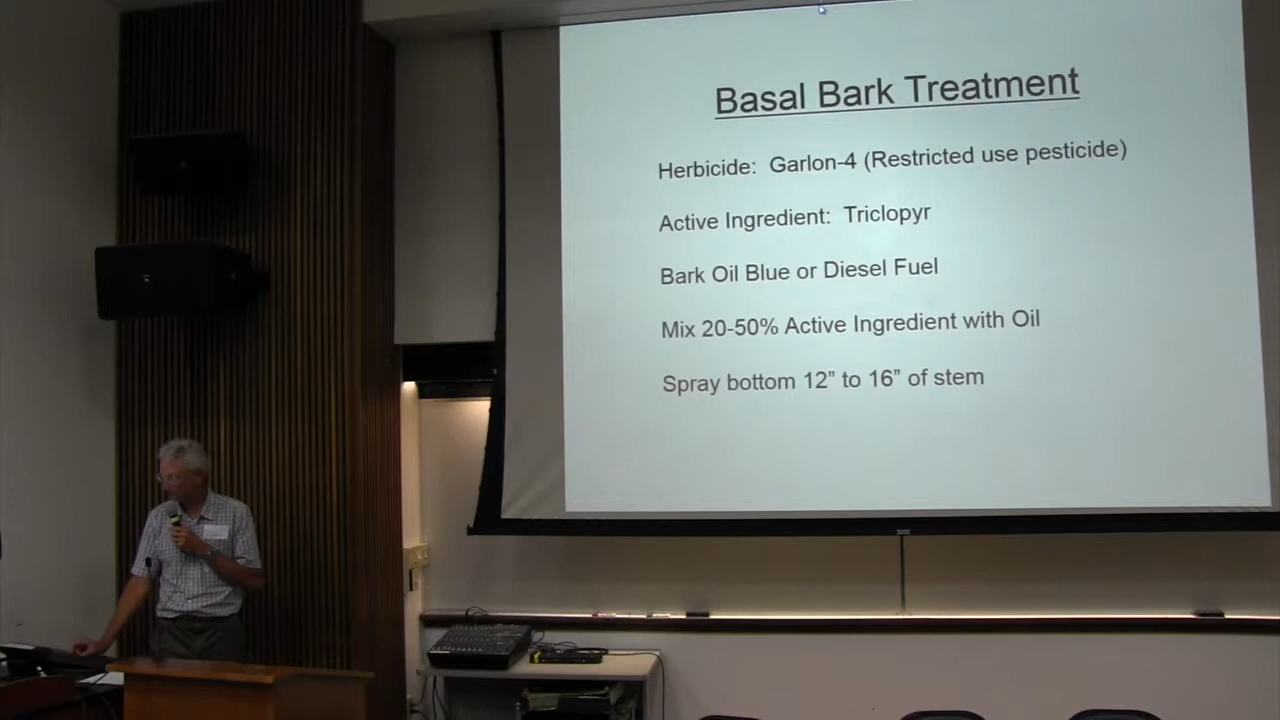 Basal Bark Treatment
Herbicide:  Garlon-4 (Restricted use pesticide)
Active Ingredient:  Triclopyr
Bark Oil Blue or Diesel Fuel
Mix 20-50% Active Ingredient with Oil
Spray bottom 12” to 16” of stem